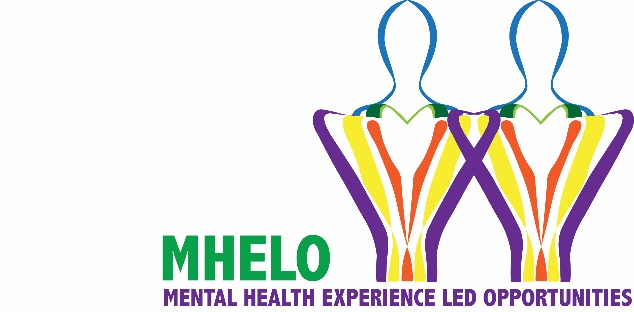 MHELO
MENTAL HEALTH EXPERIENCE LED OPPORTUNITIES